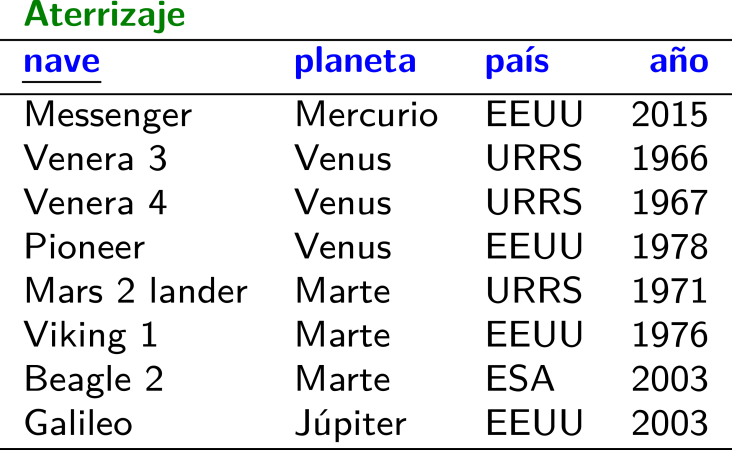 Aterrizaje
nave planeta país año
Messenger Mercurio EEUU 2015
Venera 3 Venus URRS 1966
Venera 4 Venus URRS 1967
Pioneer Venus EEUU 1978
Mars 2 lander Marte URRS 1971
Viking 1 Marte EEUU 1976
Beagle 2 Marte ESA 2003
Galileo Júpiter EEUU 2003